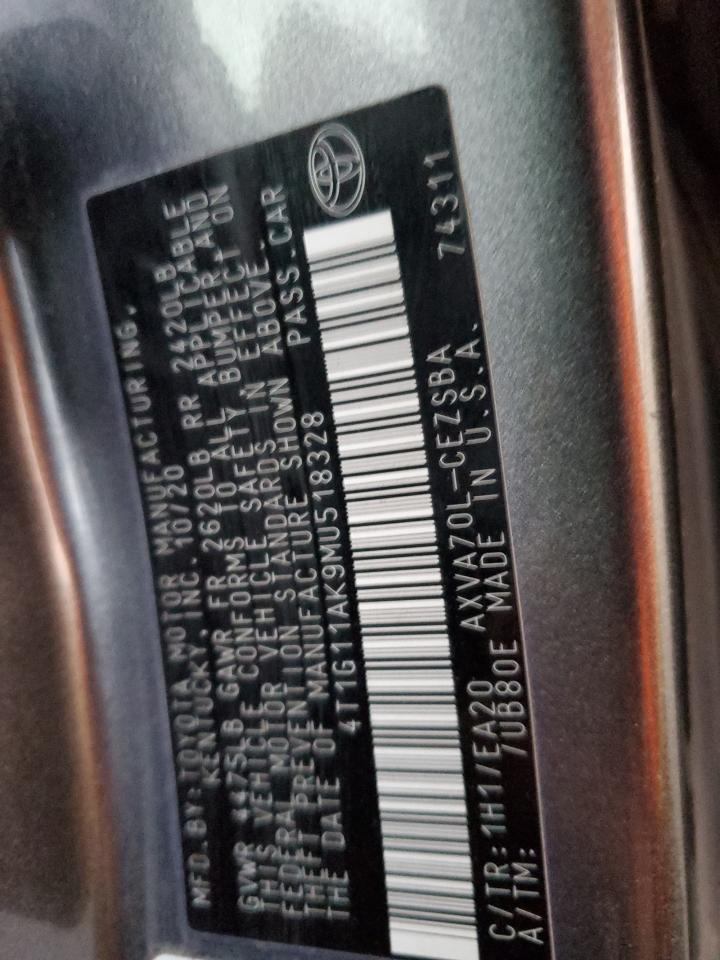 MFD.BY:TOYOTA MOTOR MANUFACTURING.
KENTUCKY.INC. 10/20
GVWR 4475LB GAWR FR 2620LB RR 2420LB
THIS VEHICLE CONFORMS TO ALL APPLICABLE
FEDERAL MOTOR VEHICLE SAFETY, BUMPER,AND
THEFT PREVENTION STANDARDS IN EFFECT ON
THE DATE OF MANUFACTURE SHOWN ABOVE.
4T1G11AK9MU518328 PASS.CAR
C/TR:1H1/EA20 AXVA70L-CEZSBA 74311
A/TM: /UB80E MADE IN U.S.A.